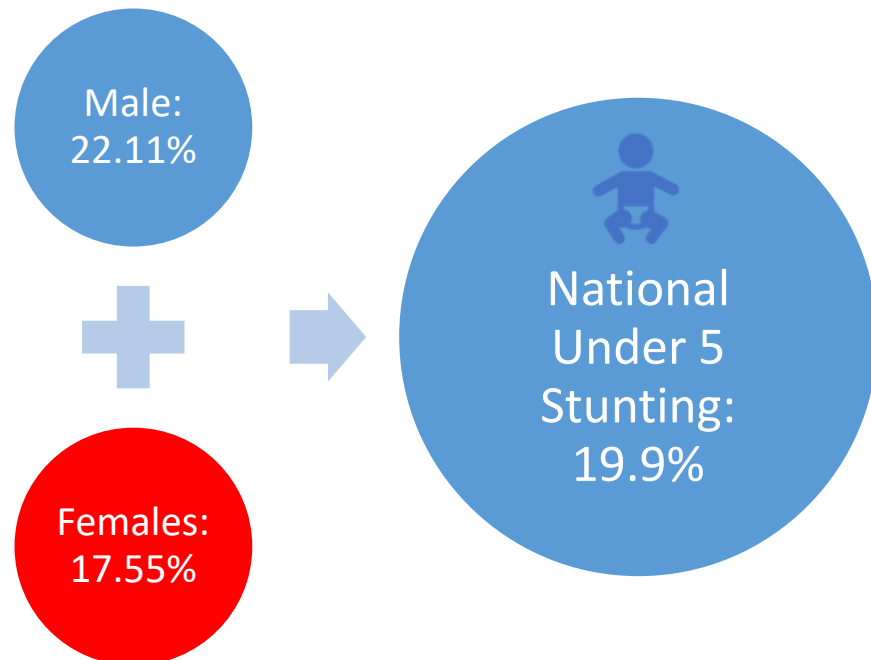 Male:
22.11%
Females:
17.55%
National
Under 5
Stunting:
19.9%